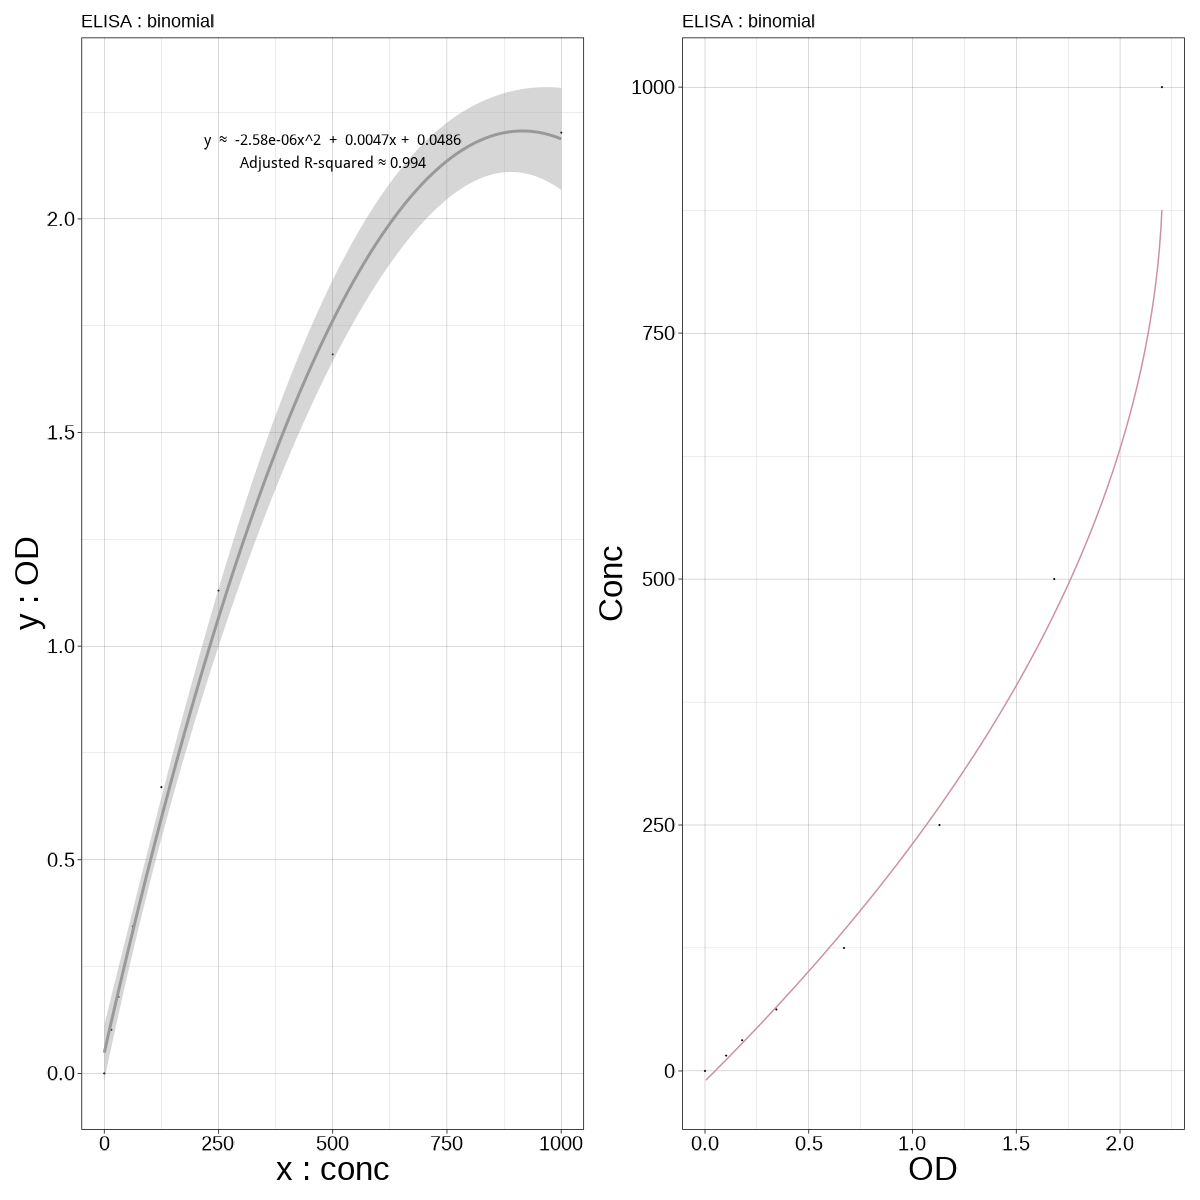 ELISA : binomial
y ≈ -2.58e-06x^2 + 0.0047x + 0.0486
Adjusted R-squared ≈ 0.994
2.0
1.5
1.0
0.5
0.0
y : OD
0 250 500 750 1000
x : conc
ELISA : binomial
1000
750
500
250
0
Conc
0.0 0.5 1.0 1.5 2.0
OD